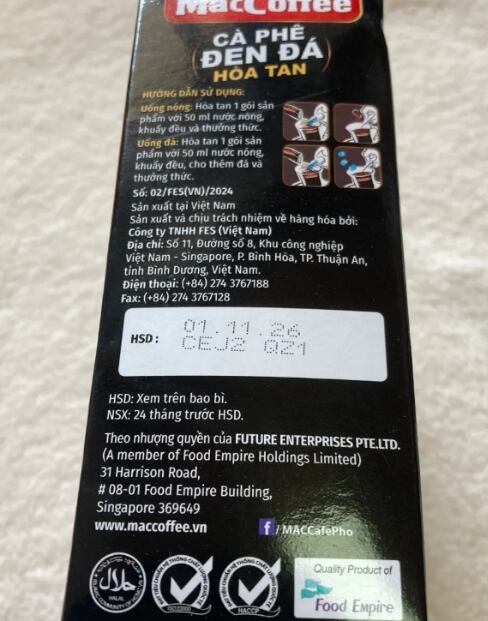 MacCoffee
CÀ PHÊ
ĐEN ĐÁ
HÒA TAN
HƯỚNG DẪN SỬ DỤNG:
Uống nóng: Hòa tan 1 gói sản
phẩm với 50 ml nước nóng,
khuấy đều và thưởng thức.
Uống đá: Hòa tan 1 gói sản
phẩm với 50 ml nước nóng,
khuấy đều, cho thêm đá và
thưởng thức.
Số: 02/FES(VN)/2024
Sản xuất tại Việt Nam
Sản xuất và chịu trách nhiệm về hàng hóa bởi:
Công ty TNHH FES (Việt Nam)
Địa chỉ: Số 11, Đường số 8, Khu công nghiệp
Việt Nam - Singapore, P. Bình Hòa, TP. Thuận An,
tỉnh Bình Dương, Việt Nam.
Điện thoại: (+84) 274 3767188
Fax: (+84) 274 3767128
HSD: 01.11.26
CEJ2 QZ1
HSD: Xem trên bao bì.
NSX: 24 tháng trước HSD.
Theo nhượng quyền của FUTURE ENTERPRISES PTE.LTD.
(A member of Food Empire Holdings Limited)
31 Harrison Road,
# 08-01 Food Empire Building,
Singapore 369649
www.maccoffee.vn
f /MACCafePho
حلال
HALAL
ISO22000
HACCP
Quality Product of
Food EmpirE